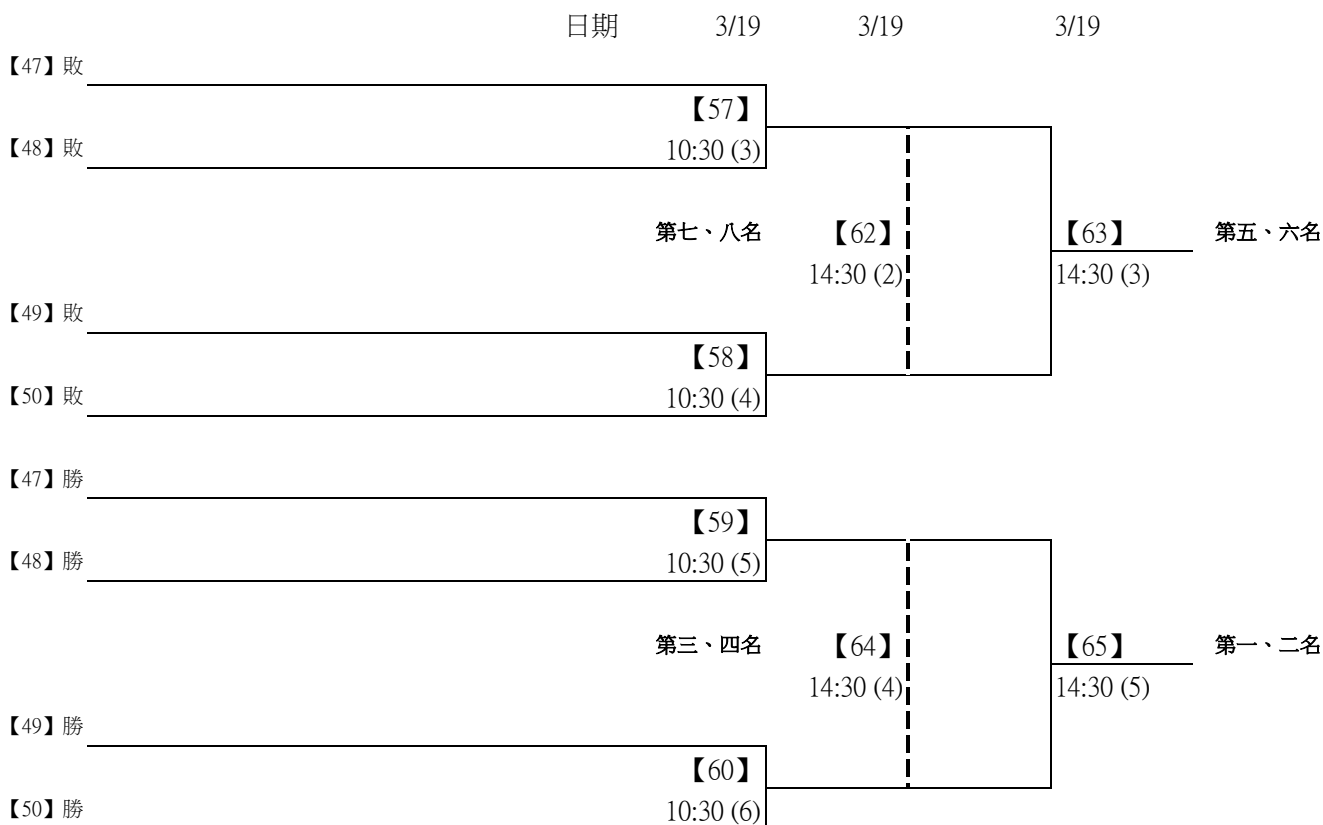 日期 3/19 3/19 3/19
【47】敗
【57】
【48】敗 10:30 (3)
第七、八名 【62】 【63】 第五、六名
14:30 (2) 14:30 (3)
【49】敗
【58】
【50】敗 10:30 (4)
【47】勝
【59】
【48】勝 10:30 (5)
第三、四名 【64】 【65】 第一、二名
14:30 (4) 14:30 (5)
【49】勝
【60】
【50】勝 10:30 (6)